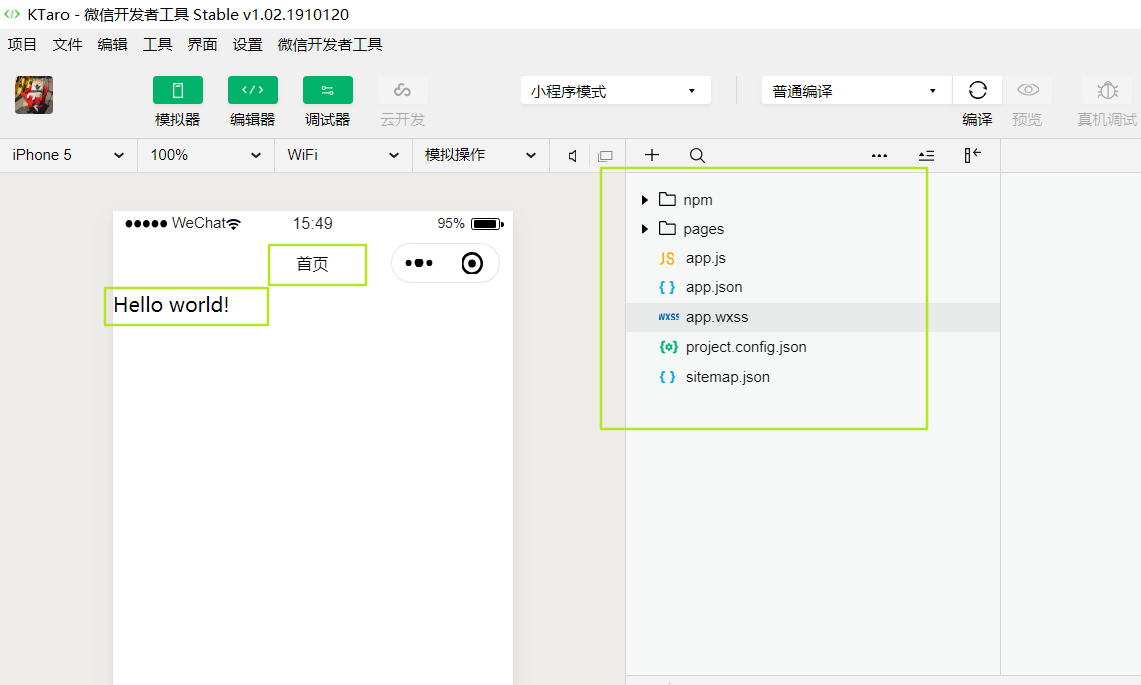 KTaro - 微信开发者工具 Stable v1.02.1910120
项目 文件 编辑 工具 界面 设置 微信开发者工具
小程序模式 普通编译
模拟器 编辑器 调试器 云开发 编译 预览 真机调试
iPhone 5 100% WiFi 模拟操作
WeChat 15:49 95%
首页
Hello world!
npm
pages
JS app.js
{ } app.json
WXSS app.wxss
project.config.json
{ } sitemap.json